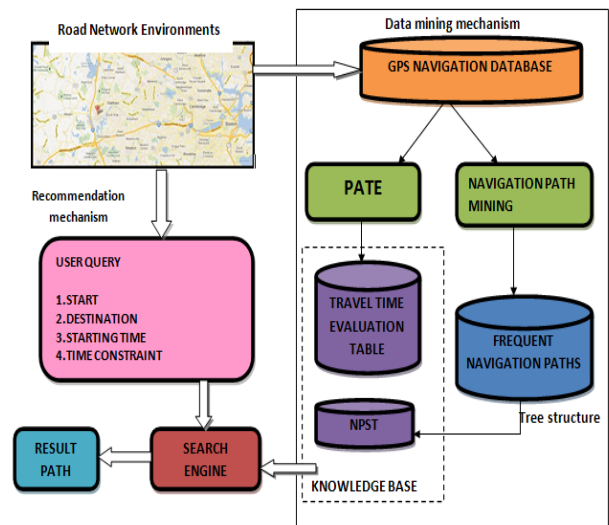 Road Network Environments
Data mining mechanism
GPS NAVIGATION DATABASE
Recommendation
mechanism
PATE
NAVIGATION PATH
MINING
USER QUERY
1.START
2.DESTINATION
3.STARTING TIME
4.TIME CONSTRAINT
TRAVEL TIME
EVALUATION
TABLE
FREQUENT
NAVIGATION PATHS
NPST
Tree structure
RESULT
PATH
SEARCH
ENGINE
KNOWLEDGE BASE